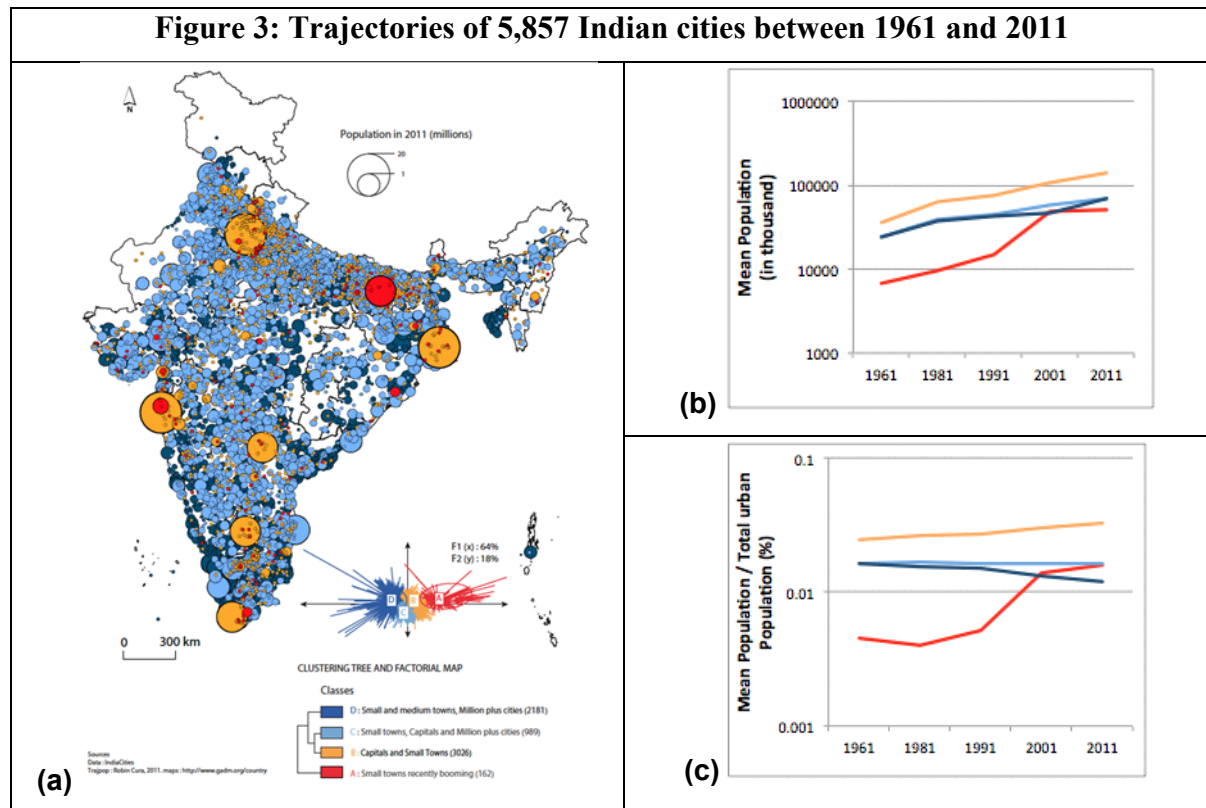 Figure 3: Trajectories of 5,857 Indian cities between 1961 and 2011
N
Population in 2011 (millions)
20
1
F1 (x) : 64%
F2 (y) : 18%
D
B
A
C
0 300 km
CLUSTERING TREE AND FACTORIAL MAP
Classes
D : Small and medium towns, Million plus cities (2181)
C : Small towns, Capitals and Million plus cities (989)
B : Capitals and Small Towns (3026)
A : Small towns recently booming (162)
Sources
Data : IndiaCities
Trajpop : Robin Cura, 2011. maps : http://www.gadm.org/country
(a)
Mean Population
(in thousand)
1000000
100000
10000
1000
1961 1981 1991 2001 2011
(b)
Mean Population / Total urban
Population (%)
0.1
0.01
0.001
1961 1981 1991 2001 2011
(c)